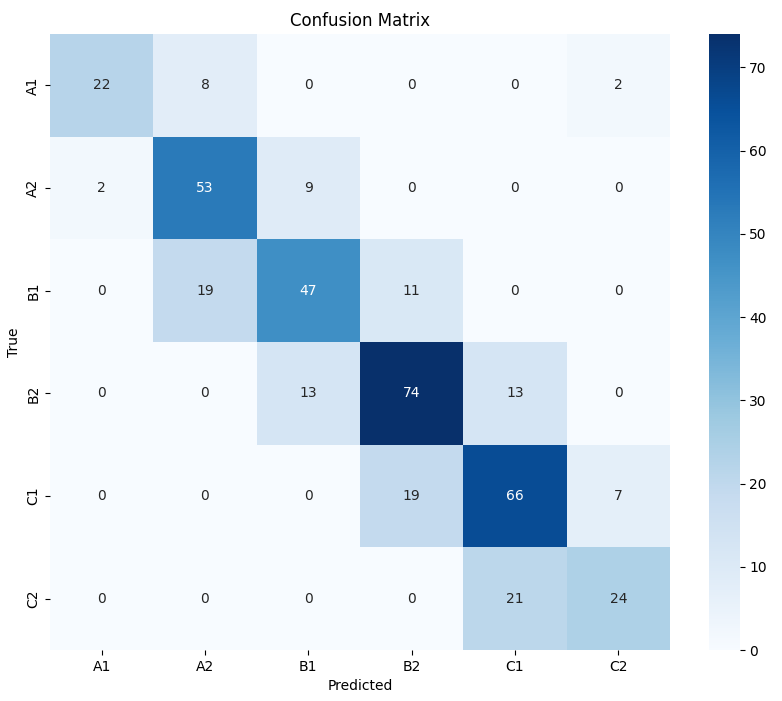 Confusion Matrix
True
A1 22 8 0 0 0 2
A2 2 53 9 0 0 0
B1 0 19 47 11 0 0
B2 0 0 13 74 13 0
C1 0 0 0 19 66 7
C2 0 0 0 0 21 24
A1 A2 B1 B2 C1 C2
Predicted
70
60
50
40
30
20
10
0